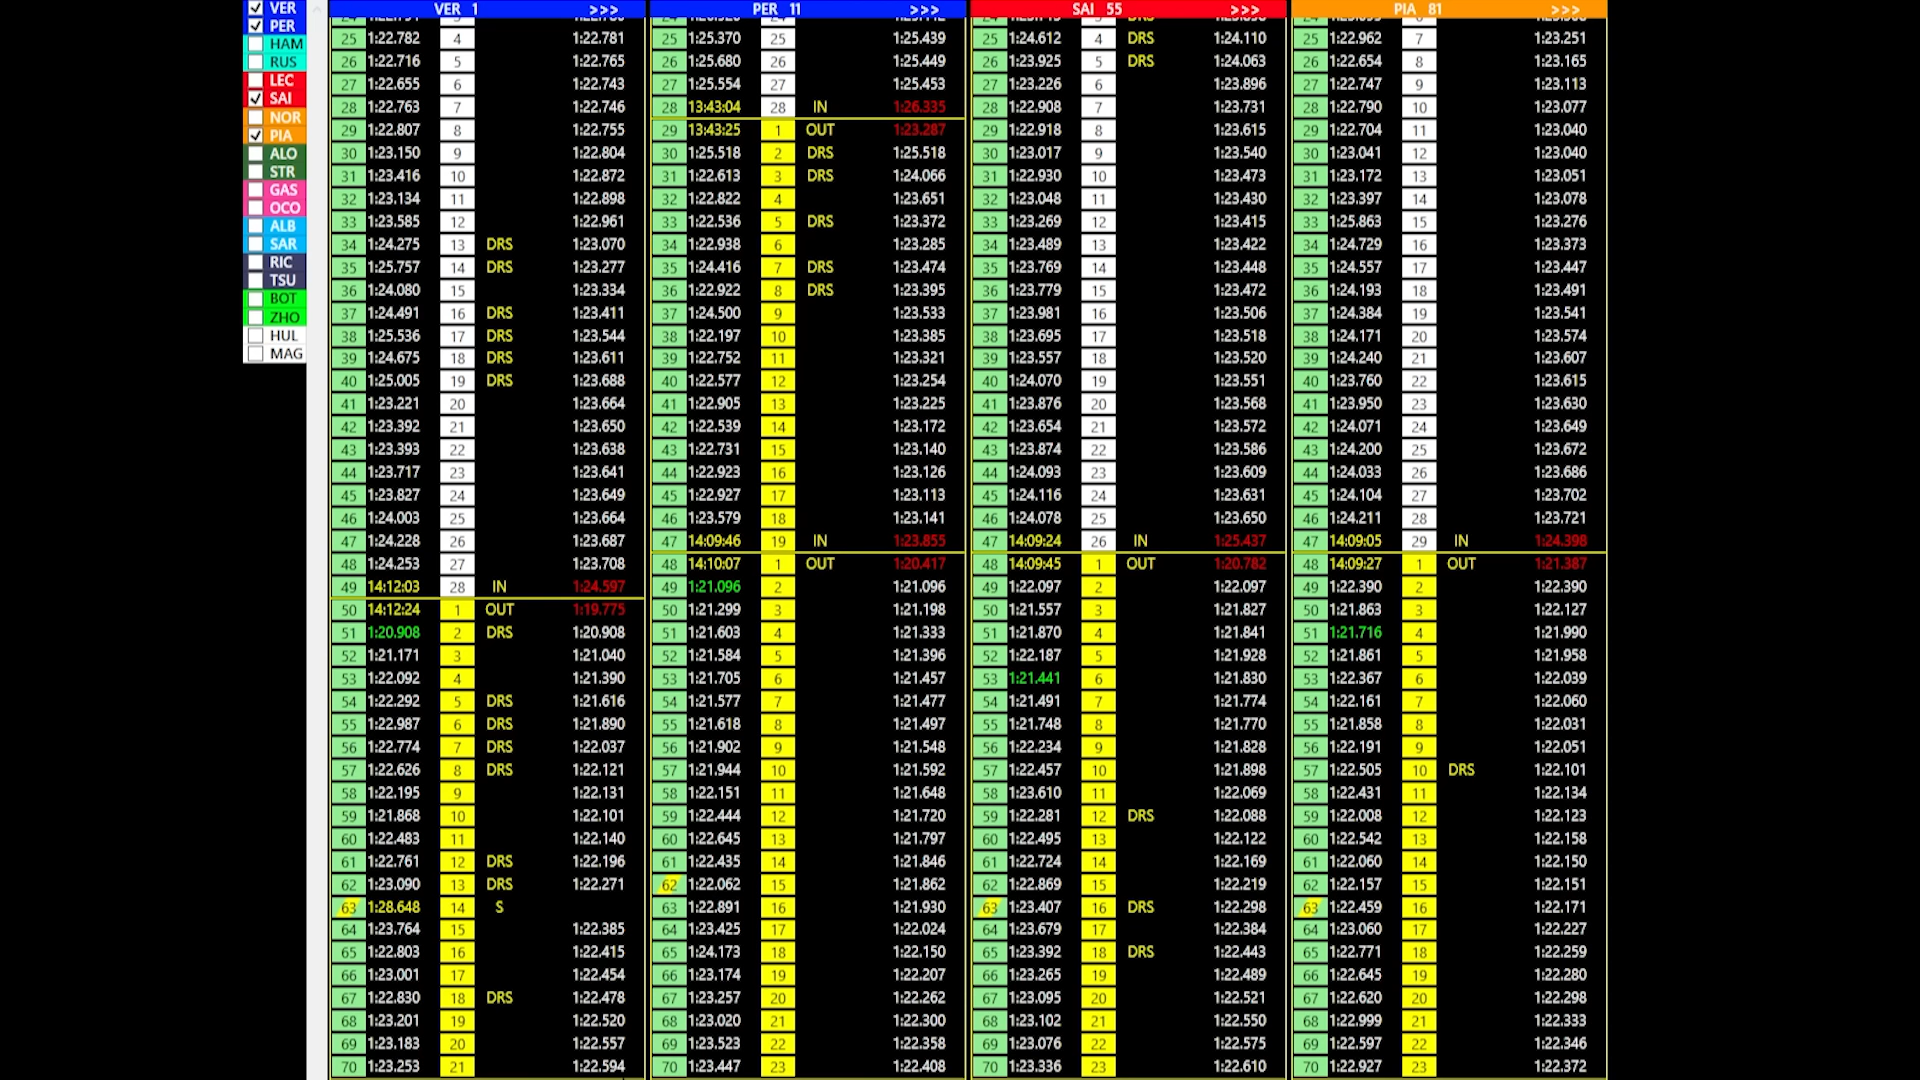 VER
PER
HAM
RUS
LEC
SAI
NOR
PIA
ALO
STR
GAS
OCO
ALB
SAR
RIC
TSU
BOT
ZHO
HUL
MAG
VER 1 >>> PER 11 >>> SAI 55 >>> PIA 81 >>>
25 1:22.782 4 1:22.781 25 1:25.370 25 1:25.439 25 1:24.612 4 DRS 1:24.110 25 1:22.962 7 1:23.251
26 1:22.716 5 1:22.765 26 1:25.680 26 1:25.449 26 1:23.925 5 DRS 1:24.063 26 1:22.654 8 1:23.165
27 1:22.655 6 1:22.743 27 1:25.554 27 1:25.453 27 1:23.226 6 1:23.896 27 1:22.747 9 1:23.113
28 1:22.763 7 1:22.746 28 13:43:04 28 IN 1:26.335 28 1:22.908 7 1:23.731 28 1:22.790 10 1:23.077
29 1:22.807 8 1:22.755 29 13:43:25 1 OUT 1:23.287 29 1:22.918 8 1:23.615 29 1:22.704 11 1:23.040
30 1:23.150 9 1:22.804 30 1:25.518 2 DRS 1:25.518 30 1:23.017 9 1:23.540 30 1:23.041 12 1:23.040
31 1:23.416 10 1:22.872 31 1:22.613 3 DRS 1:24.066 31 1:22.930 10 1:23.473 31 1:23.172 13 1:23.051
32 1:23.134 11 1:22.898 32 1:22.822 4 1:23.651 32 1:23.048 11 1:23.430 32 1:23.397 14 1:23.078
33 1:23.585 12 1:22.961 33 1:22.536 5 DRS 1:23.372 33 1:23.269 12 1:23.415 33 1:25.863 15 1:23.276
34 1:24.275 13 DRS 1:23.070 34 1:22.938 6 1:23.285 34 1:23.489 13 1:23.422 34 1:24.729 16 1:23.373
35 1:25.757 14 DRS 1:23.277 35 1:24.416 7 DRS 1:23.474 35 1:23.769 14 1:23.448 35 1:24.557 17 1:23.447
36 1:24.080 15 1:23.334 36 1:22.922 8 DRS 1:23.395 36 1:23.779 15 1:23.472 36 1:24.193 18 1:23.491
37 1:24.491 16 DRS 1:23.411 37 1:24.500 9 1:23.533 37 1:23.981 16 1:23.506 37 1:24.384 19 1:23.541
38 1:25.536 17 DRS 1:23.544 38 1:22.197 10 1:23.385 38 1:23.695 17 1:23.518 38 1:24.171 20 1:23.574
39 1:24.675 18 DRS 1:23.611 39 1:22.752 11 1:23.321 39 1:23.557 18 1:23.520 39 1:24.240 21 1:23.607
40 1:25.005 19 DRS 1:23.688 40 1:22.577 12 1:23.254 40 1:24.070 19 1:23.551 40 1:23.760 22 1:23.615
41 1:23.221 20 1:23.664 41 1:22.905 13 1:23.225 41 1:23.876 20 1:23.568 41 1:23.950 23 1:23.630
42 1:23.392 21 1:23.650 42 1:22.539 14 1:23.172 42 1:23.654 21 1:23.572 42 1:24.071 24 1:23.649
43 1:23.393 22 1:23.638 43 1:22.731 15 1:23.140 43 1:23.874 22 1:23.586 43 1:24.200 25 1:23.672
44 1:23.717 23 1:23.641 44 1:22.923 16 1:23.126 44 1:24.093 23 1:23.609 44 1:24.033 26 1:23.686
45 1:23.827 24 1:23.649 45 1:22.927 17 1:23.113 45 1:24.116 24 1:23.631 45 1:24.104 27 1:23.702
46 1:24.003 25 1:23.664 46 1:23.579 18 1:23.141 46 1:24.078 25 1:23.650 46 1:24.211 28 1:23.721
47 1:24.228 26 1:23.687 47 14:09:46 19 IN 1:23.855 47 14:09:24 26 IN 1:25.437 47 14:09:05 29 IN 1:24.398
48 1:24.253 27 1:23.708 48 14:10:07 1 OUT 1:20.417 48 14:09:45 1 OUT 1:20.782 48 14:09:27 1 OUT 1:21.387
49 14:12:03 28 IN 1:24.597 49 1:21.096 2 1:21.096 49 1:22.097 2 1:22.097 49 1:22.390 2 1:22.390
50 14:12:24 1 OUT 1:19.775 50 1:21.299 3 1:21.198 50 1:21.557 3 1:21.827 50 1:21.863 3 1:22.127
51 1:20.908 2 DRS 1:20.908 51 1:21.603 4 1:21.333 51 1:21.870 4 1:21.841 51 1:21.716 4 1:21.990
52 1:21.171 3 1:21.040 52 1:21.584 5 1:21.396 52 1:22.187 5 1:21.928 52 1:21.861 5 1:21.958
53 1:22.092 4 1:21.390 53 1:21.705 6 1:21.457 53 1:21.441 6 1:21.830 53 1:22.367 6 1:22.039
54 1:22.292 5 DRS 1:21.616 54 1:21.577 7 1:21.477 54 1:21.491 7 1:21.774 54 1:22.161 7 1:22.060
55 1:22.987 6 DRS 1:21.890 55 1:21.618 8 1:21.497 55 1:21.748 8 1:21.770 55 1:21.858 8 1:22.031
56 1:22.774 7 DRS 1:22.037 56 1:21.902 9 1:21.548 56 1:22.234 9 1:21.828 56 1:22.191 9 1:22.051
57 1:22.626 8 DRS 1:22.121 57 1:21.944 10 1:21.592 57 1:22.457 10 1:21.898 57 1:22.505 10 DRS 1:22.101
58 1:22.195 9 1:22.131 58 1:22.151 11 1:21.648 58 1:23.610 11 1:22.069 58 1:22.431 11 1:22.134
59 1:21.868 10 1:22.101 59 1:22.444 12 1:21.720 59 1:22.281 12 DRS 1:22.088 59 1:22.008 12 1:22.123
60 1:22.483 11 1:22.140 60 1:22.645 13 1:21.797 60 1:22.495 13 1:22.122 60 1:22.542 13 1:22.158
61 1:22.761 12 DRS 1:22.196 61 1:22.435 14 1:21.846 61 1:22.724 14 1:22.169 61 1:22.060 14 1:22.150
62 1:23.090 13 DRS 1:22.271 62 1:22.062 15 1:21.862 62 1:22.869 15 1:22.219 62 1:22.157 15 1:22.151
63 1:28.648 14 S 63 1:22.891 16 1:21.930 63 1:23.407 16 DRS 1:22.298 63 1:22.459 16 1:22.171
64 1:23.764 15 1:22.385 64 1:23.425 17 1:22.024 64 1:23.679 17 1:22.384 64 1:23.060 17 1:22.227
65 1:22.803 16 1:22.415 65 1:24.173 18 1:22.150 65 1:23.392 18 DRS 1:22.443 65 1:22.771 18 1:22.259
66 1:23.001 17 1:22.454 66 1:23.174 19 1:22.207 66 1:23.265 19 1:22.489 66 1:22.645 19 1:22.280
67 1:22.830 18 DRS 1:22.478 67 1:23.257 20 1:22.262 67 1:23.095 20 1:22.521 67 1:22.620 20 1:22.298
68 1:23.201 19 1:22.520 68 1:23.020 21 1:22.300 68 1:23.102 21 1:22.550 68 1:22.999 21 1:22.333
69 1:23.183 20 1:22.557 69 1:23.523 22 1:22.358 69 1:23.076 22 1:22.575 69 1:22.597 22 1:22.346
70 1:23.253 21 1:22.594 70 1:23.447 23 1:22.408 70 1:23.336 23 1:22.610 70 1:22.927 23 1:22.372